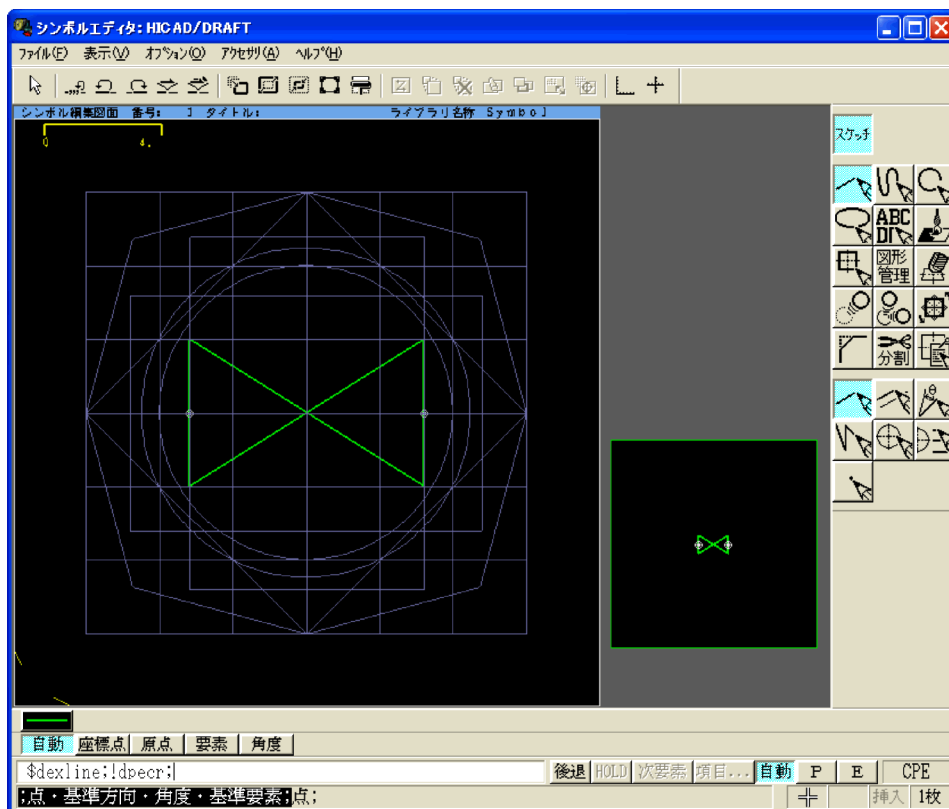 シンボルエディタ: HICAD/DRAFT
ファイル(F) 表示(V) オプション(O) アクセサリ(A) ヘルプ(H)
シンボル編集図面 番号: 1 タイトル: ライブラリ名称 Symbol
0 4.
スケッチ
ABC
図形
管理
分割
θ
自動 座標点 原点 要素 角度
$dexline;!dpecr;
後退 HOLD 次要素 項目... 自動 P E CPE
;点・基準方向・角度・基準要素;点;
挿入 1枚